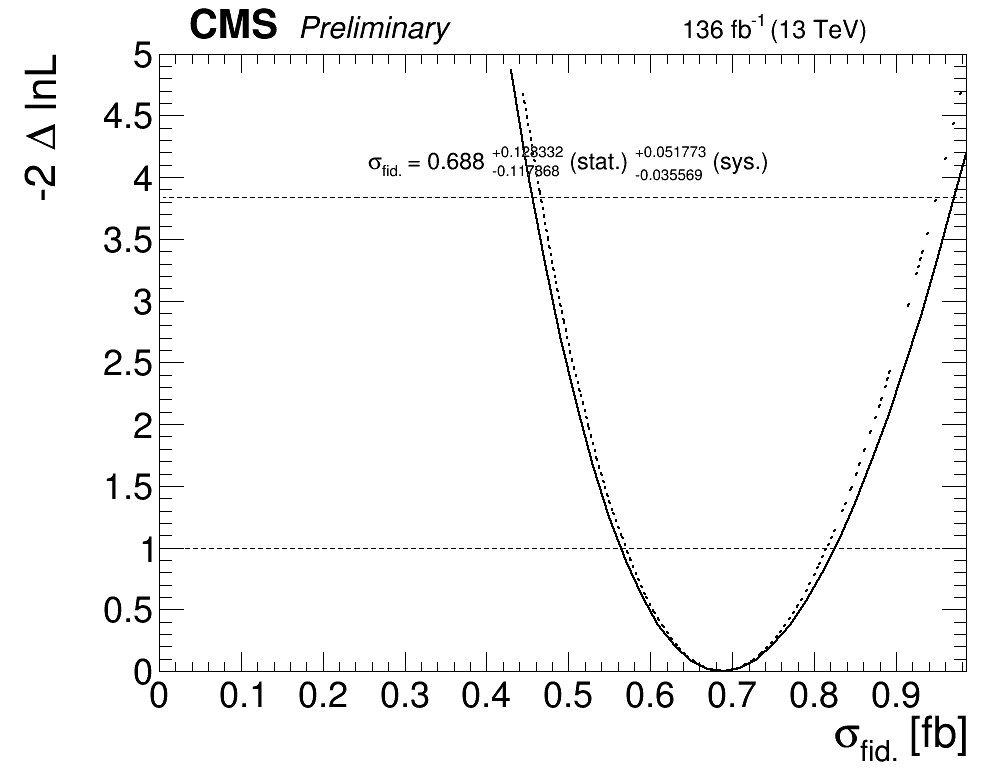 CMS Preliminary 136 fb-1 (13 TeV)
-2 Δ lnL
5
4.5
σfid. = 0.688 +0.128332 -0.117868 (stat.) +0.051773 -0.035569 (sys.)
4
3.5
3
2.5
2
1.5
1
0.5
0
0 0.1 0.2 0.3 0.4 0.5 0.6 0.7 0.8 0.9
σfid. [fb]